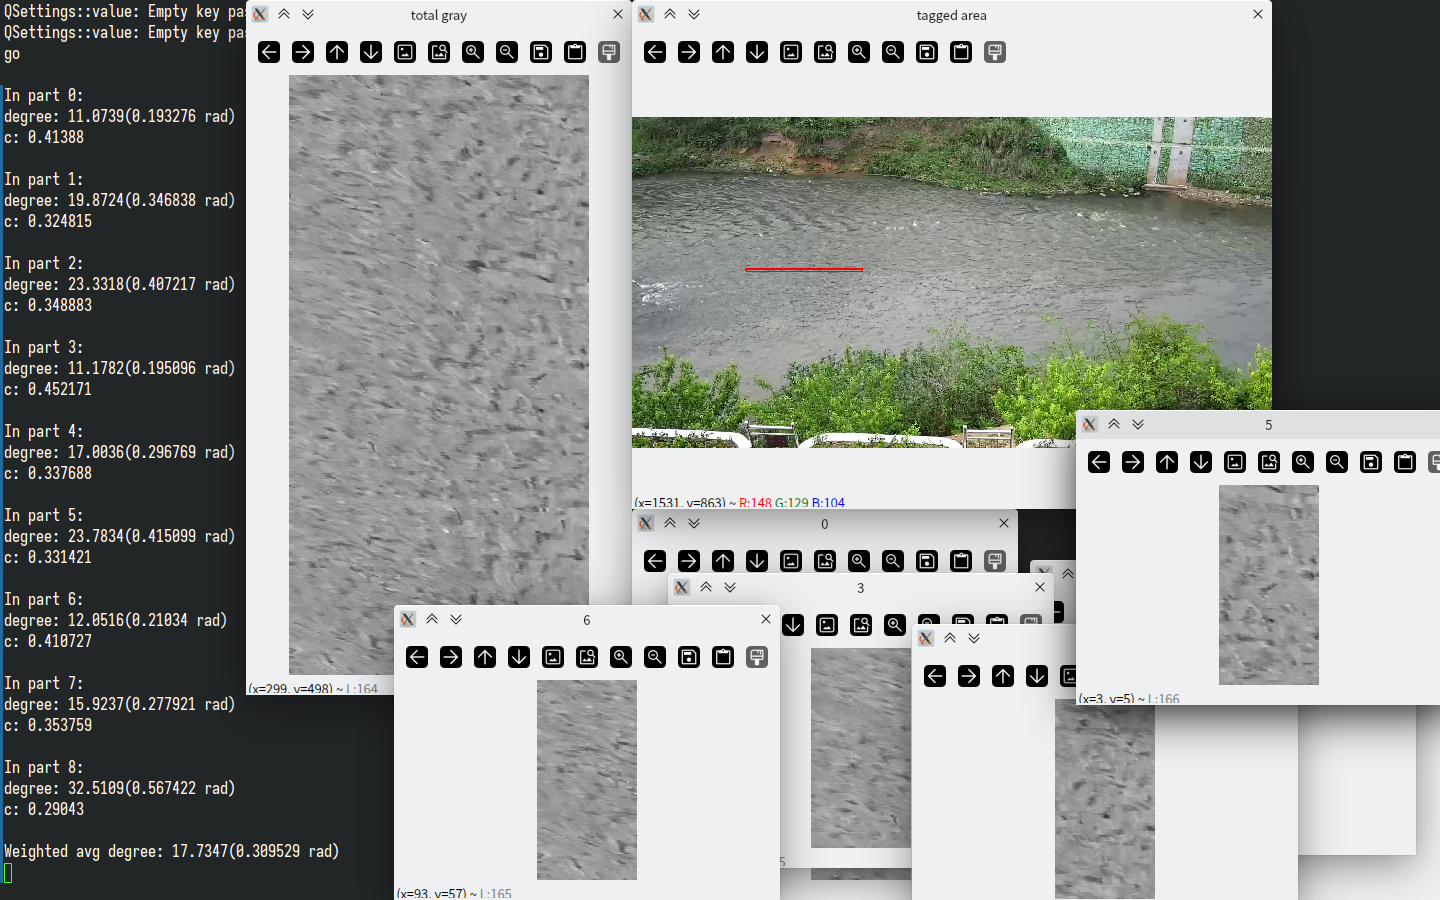 QSettings::value: Empty key pa
QSettings::value: Empty key pa
go
In part 0:
degree: 11.0739(0.193276 rad)
c: 0.41388
In part 1:
degree: 19.8724(0.346838 rad)
c: 0.324815
In part 2:
degree: 23.3318(0.407217 rad)
c: 0.348883
In part 3:
degree: 11.1782(0.195096 rad)
c: 0.452171
In part 4:
degree: 17.0036(0.296769 rad)
c: 0.337688
In part 5:
degree: 23.7834(0.415099 rad)
c: 0.331421
In part 6:
degree: 12.0516(0.21034 rad)
c: 0.410727
In part 7:
degree: 15.9237(0.277921 rad)
c: 0.353759
In part 8:
degree: 32.5109(0.567422 rad)
c: 0.29043
Weighted avg degree: 17.7347(0.309529 rad)
total gray
(x=299, y=498) ~ L:164
tagged area
(x=1531, y=863) ~ R:148 G:129 B:104
0
3
5
6
(x=93, y=57) ~ L:165
5
(x=3, y=5) ~ L:166